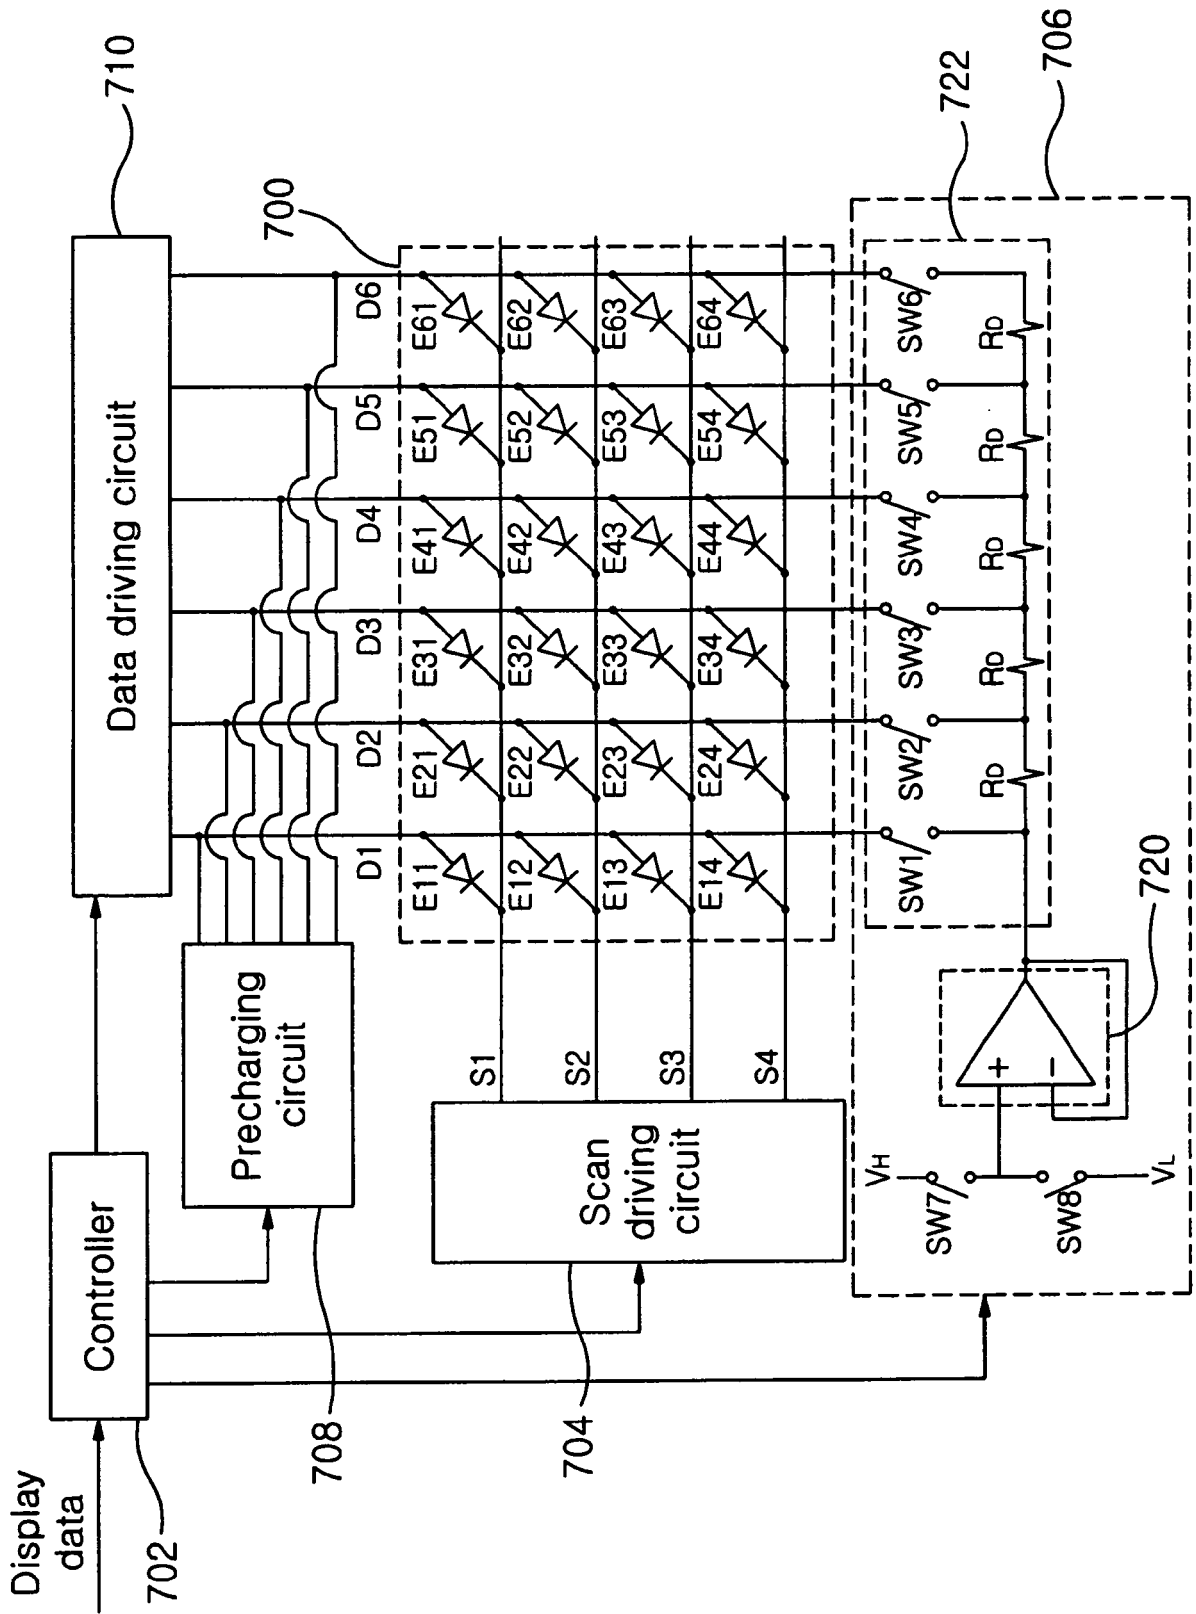 Display
data
702
Controller
710
Data driving circuit
708
Precharging
circuit
700
D1
D2
D3
D4
D5
D6
704
Scan
driving
circuit
S1
S2
S3
S4
E11
E21
E31
E41
E51
E61
E12
E22
E32
E42
E52
E62
E13
E23
E33
E43
E53
E63
E14
E24
E34
E44
E54
E64
706
722
SW1
SW2
SW3
SW4
SW5
SW6
RD
RD
RD
RD
RD
720
+
−
VH
SW7
SW8
VL